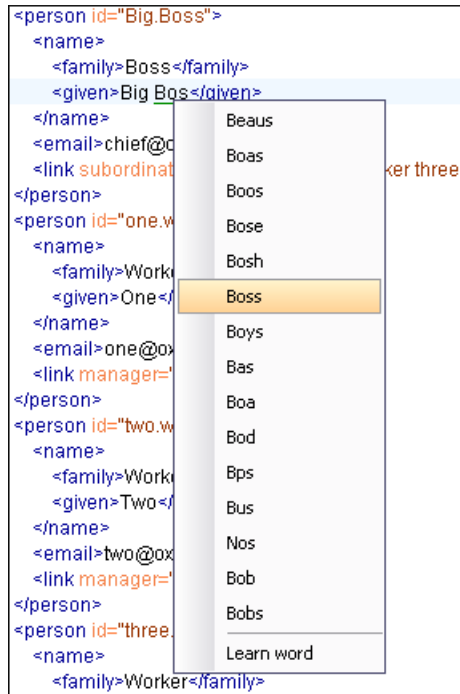 <person id="Big.Boss">
<name>
<family>Boss</family>
<given>Big Bos</given>
</name>
<email>chief@o
<link subordinat
ker three
</person>
<person id="one.w
<name>
<family>Work
<given>One</
</name>
<email>one@ox
<link manager="
</person>
<person id="two.w
<name>
<family>Work
<given>Two</
</name>
<email>two@ox
<link manager="
</person>
<person id="three.
<name>
<family>Worker</family>
Beaus
Boas
Boos
Bose
Bosh
Boss
Boys
Bas
Boa
Bod
Bps
Bus
Nos
Bob
Bobs
Learn word